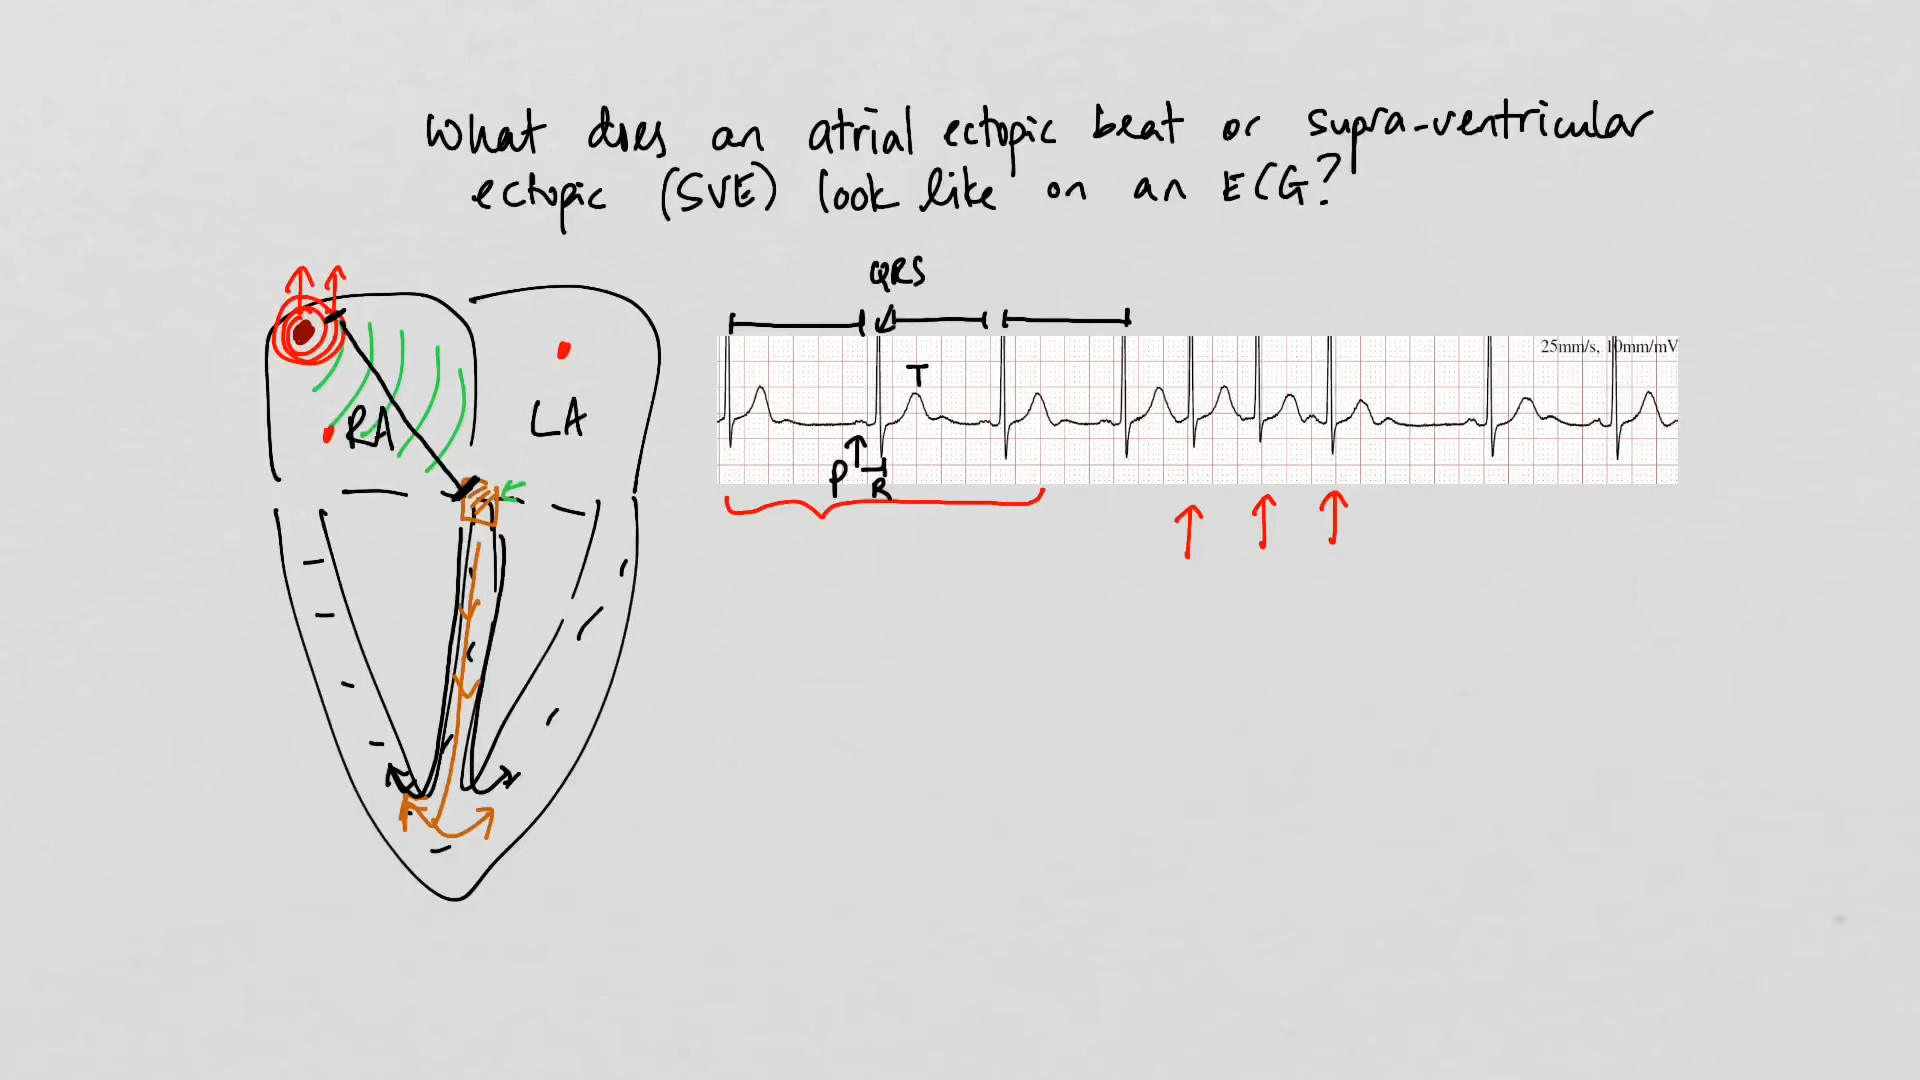 What does an atrial ectopic beat or supra-ventricular
ectopic (SVE) look like on an ECG?
QRS
25mm/s, 10mm/mV
T
RA
LA
P
R